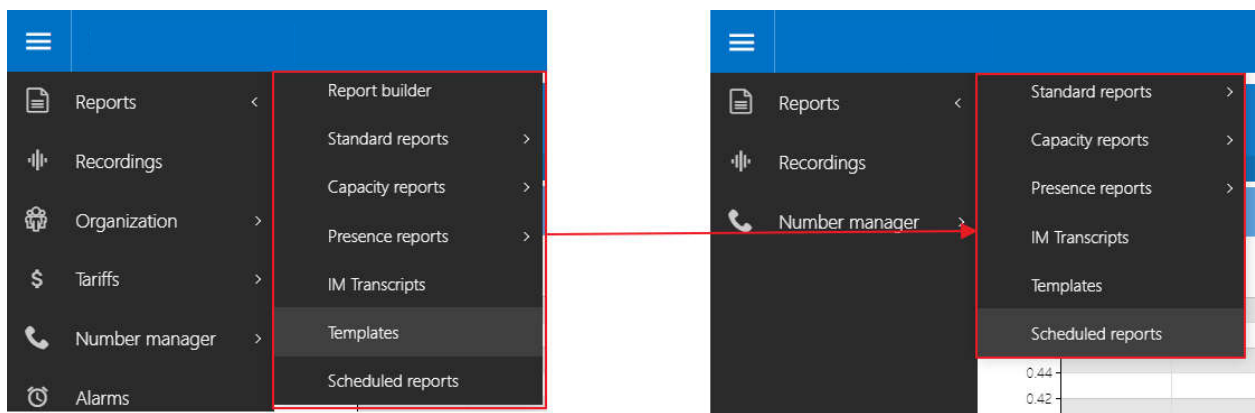 Reports
Recordings
Organization
Tariffs
Number manager
Alarms
Report builder
Standard reports
Capacity reports
Presence reports
IM Transcripts
Templates
Scheduled reports
Reports
Recordings
Number manager
Standard reports
Capacity reports
Presence reports
IM Transcripts
Templates
Scheduled reports
0.44
0.42